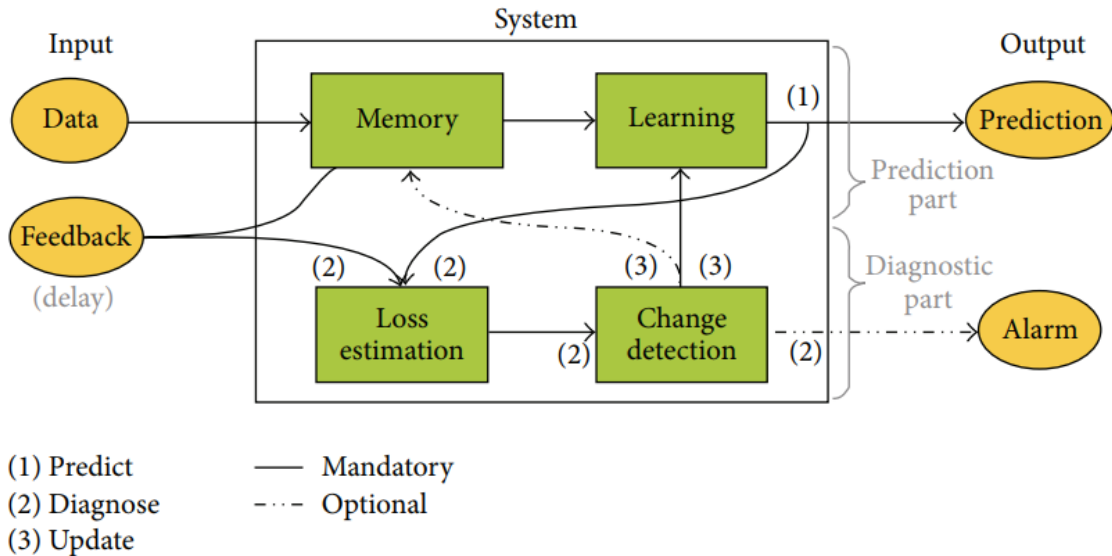 System
Input
Output
Data
Memory
Learning
(1)
Prediction
Prediction
part
Feedback
(delay)
(2)
(2)
(3)
(3)
Diagnostic
part
Loss
estimation
(2)
Change
detection
(2)
Alarm
(1) Predict
Mandatory
(2) Diagnose
Optional
(3) Update